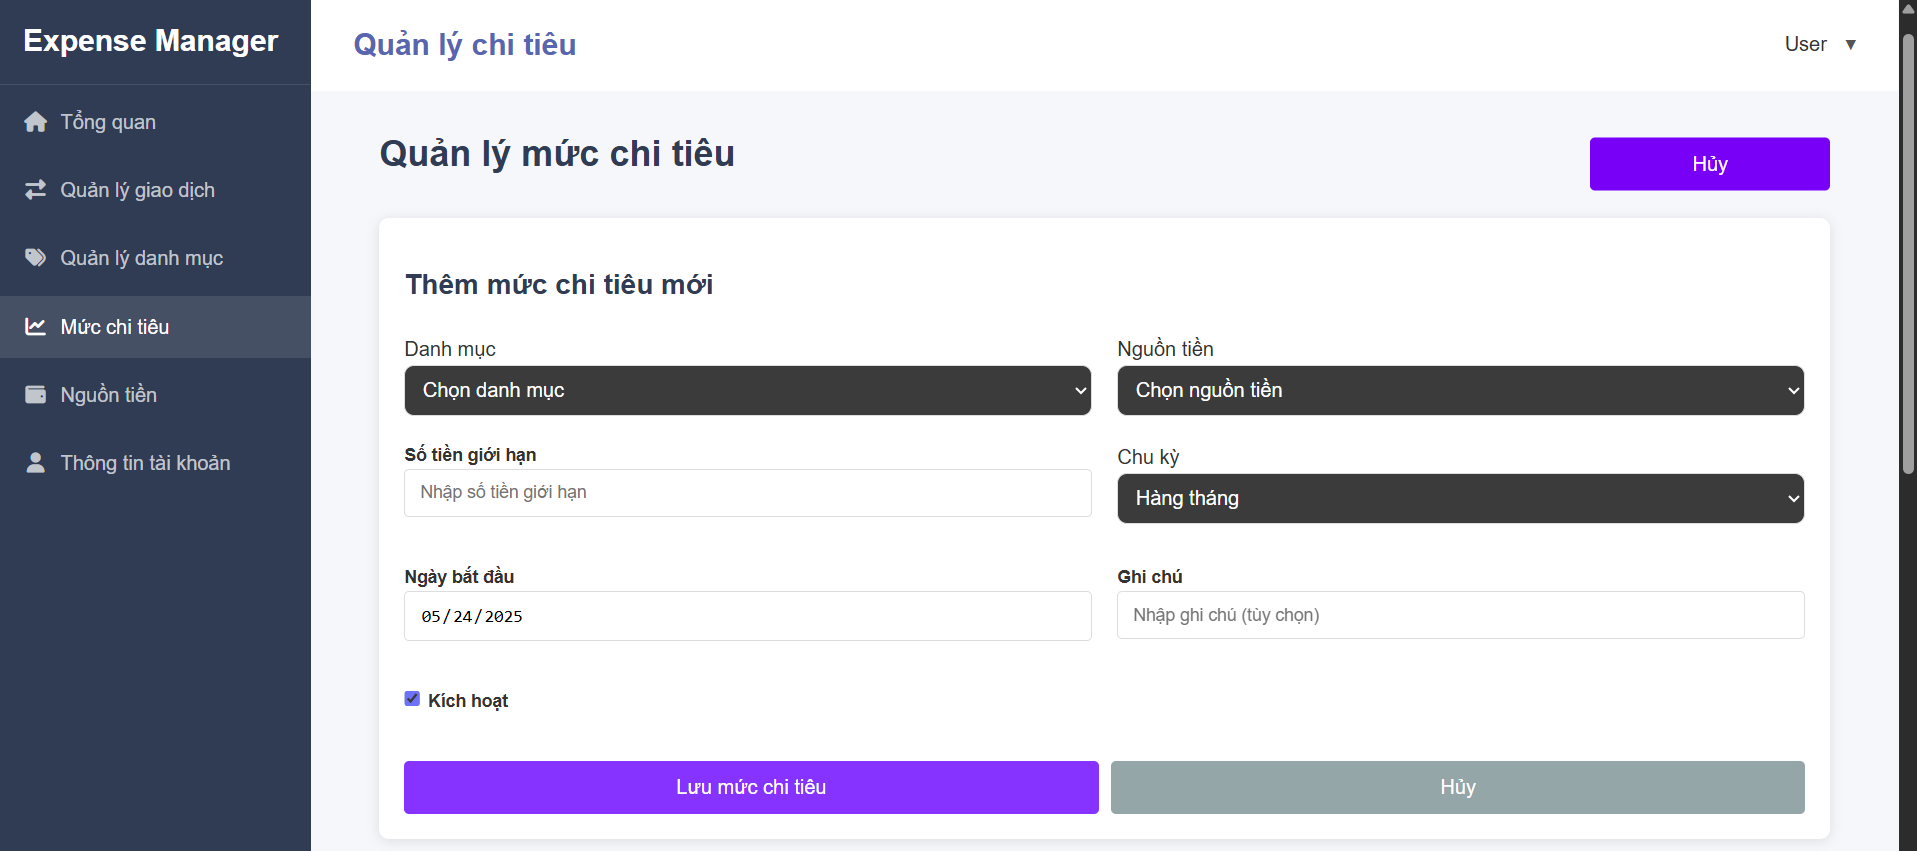 Expense Manager
Tổng quan
Quản lý giao dịch
Quản lý danh mục
Mức chi tiêu
Nguồn tiền
Thông tin tài khoản
Quản lý chi tiêu
User ▼
Quản lý mức chi tiêu
Hủy
Thêm mức chi tiêu mới
Danh mục
Chọn danh mục
Nguồn tiền
Chọn nguồn tiền
Số tiền giới hạn
Nhập số tiền giới hạn
Chu kỳ
Hàng tháng
Ngày bắt đầu
05/24/2025
Ghi chú
Nhập ghi chú (tùy chọn)
Kích hoạt
Lưu mức chi tiêu
Hủy